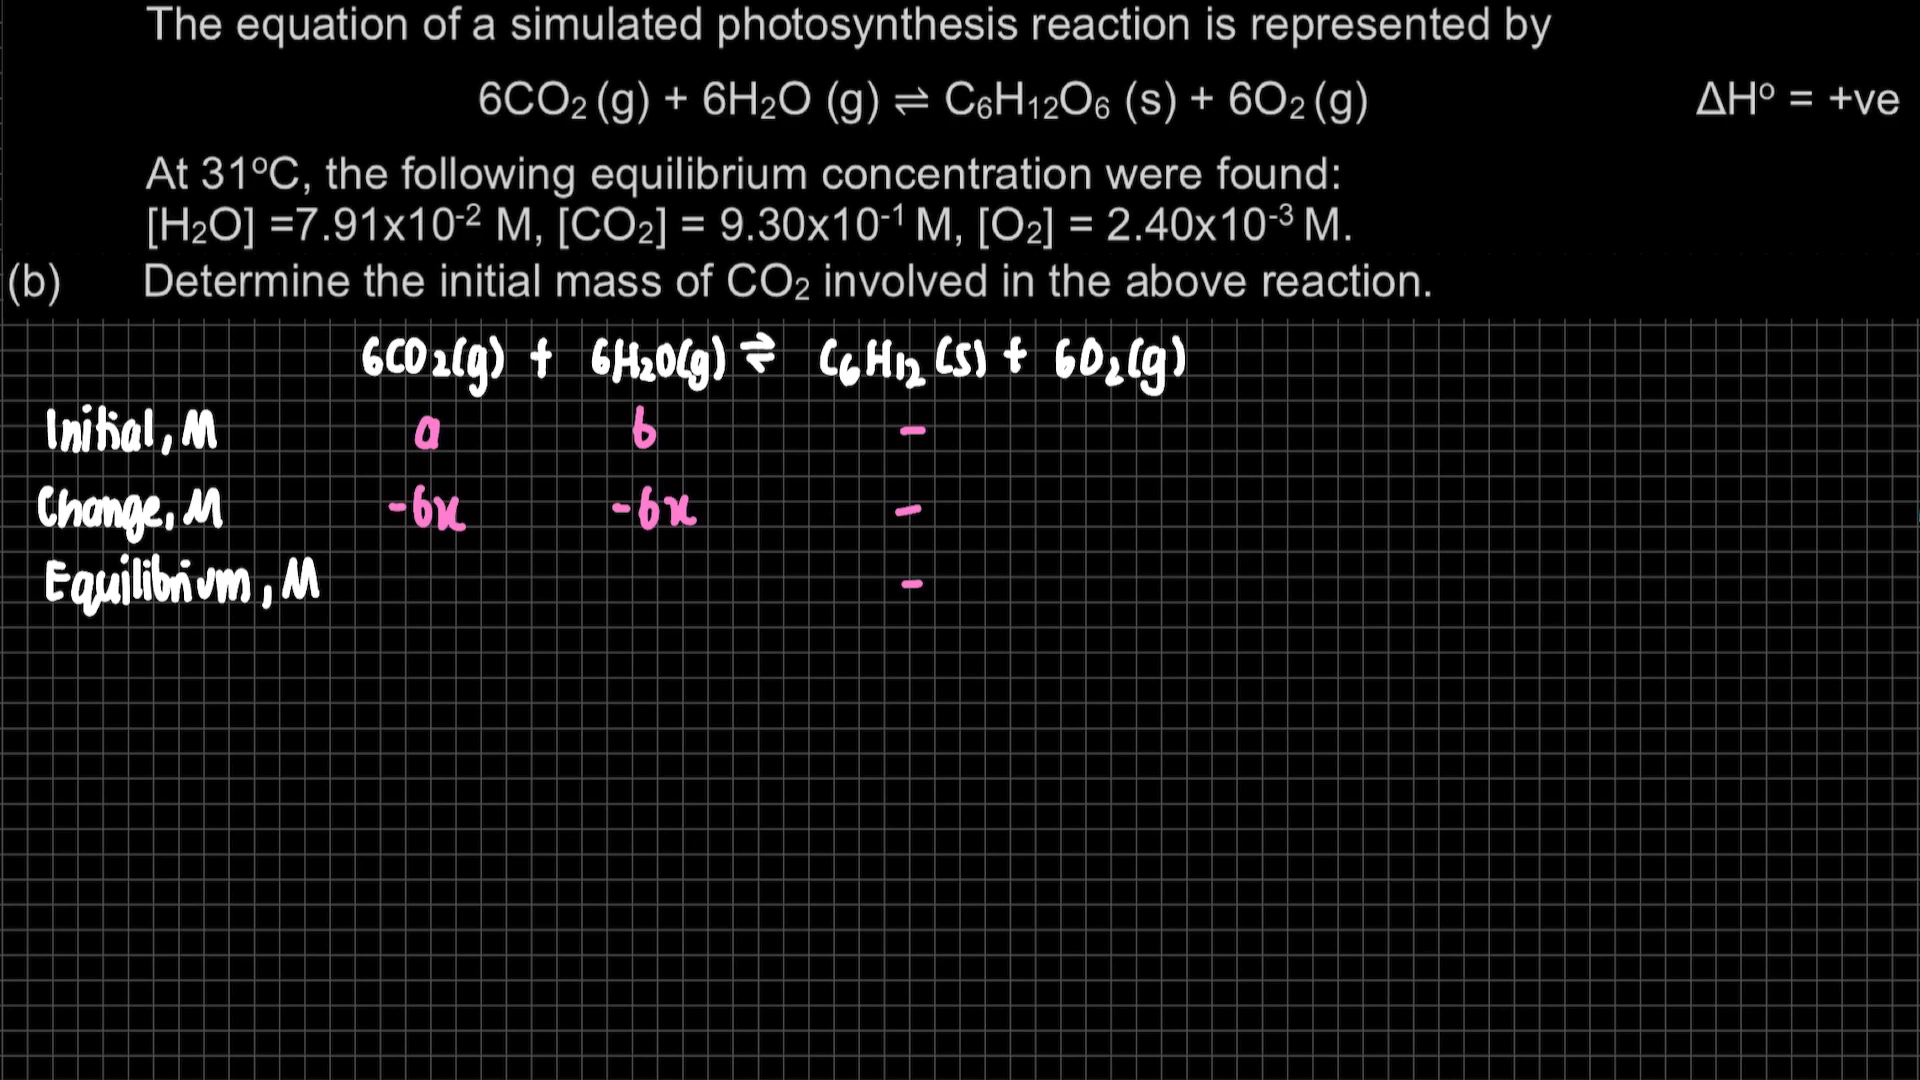 The equation of a simulated photosynthesis reaction is represented by
6CO₂ (g) + 6H₂O (g) ⇌ C₆H₁₂O₆ (s) + 6O₂ (g) ΔHº = +ve
At 31ºC, the following equilibrium concentration were found:
[H₂O] =7.91x10⁻² M, [CO₂] = 9.30x10⁻¹ M, [O₂] = 2.40x10⁻³ M.
(b) Determine the initial mass of CO₂ involved in the above reaction.
6CO₂(g) + 6H₂O(g) ⇌ C₆H₁₂ (s) + 6O₂(g)
Initial, M a b -
Change, M -6x -6x -
Equilibrium, M -